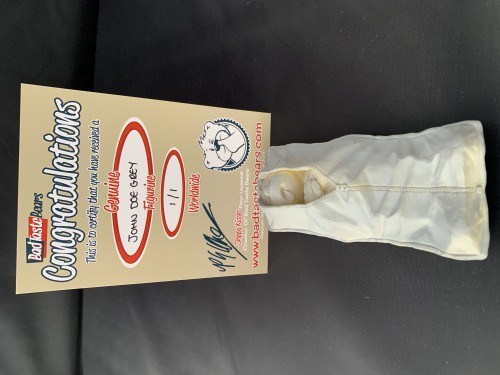 BadTasteBears
Congratulations
This is to certify that you have received a
Genuine
JOHN DOE GREY
Figurine
1/1
Worldwide
www.badtastebears.com